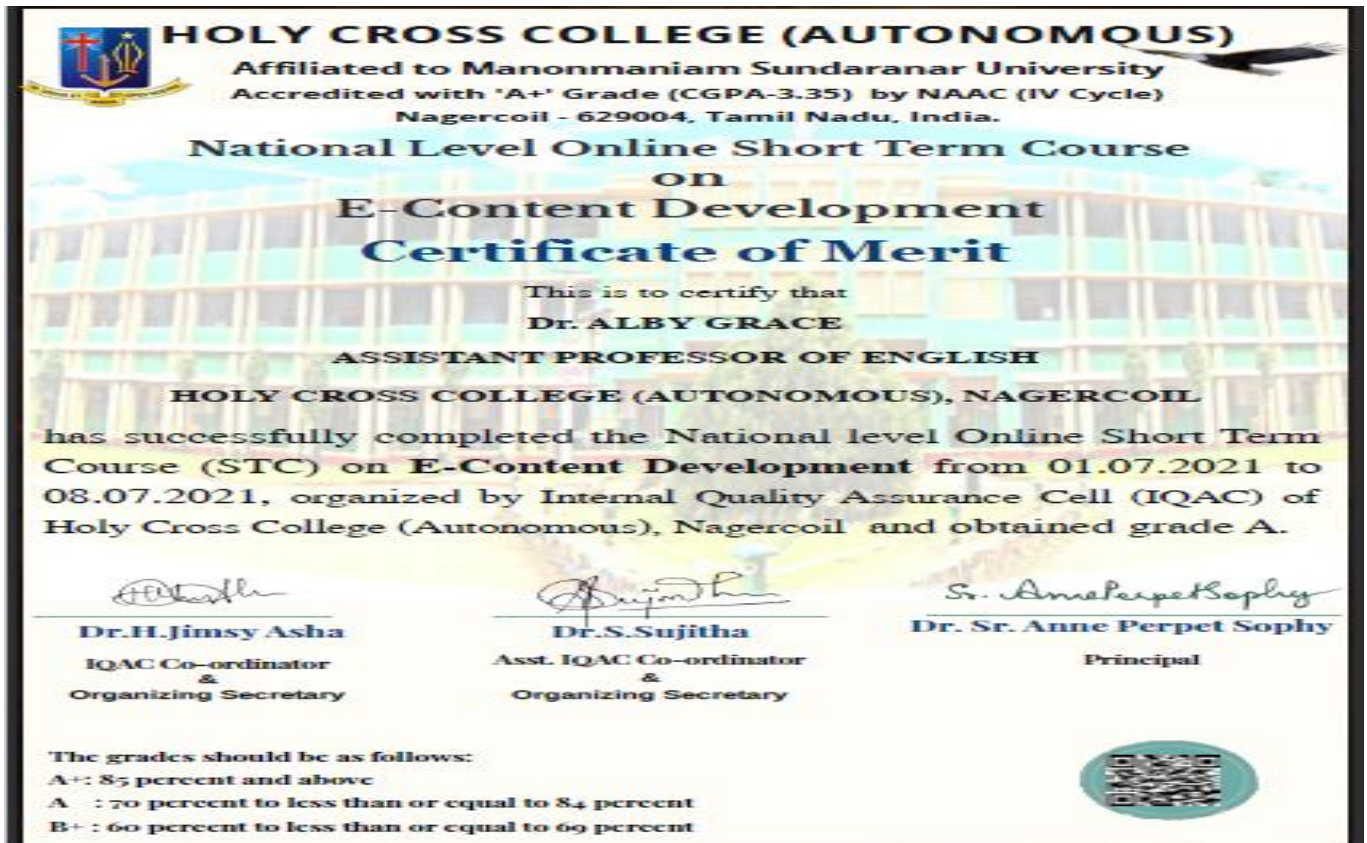 HOLY CROSS COLLEGE (AUTONOMOUS)
Affiliated to Manonmaniam Sundaranar University
Accredited with 'A+' Grade (CGPA-3.35) by NAAC (IV Cycle)
Nagercoil - 629004, Tamil Nadu, India.
National Level Online Short Term Course
on
E-Content Development
Certificate of Merit
This is to certify that
Dr. ALBY GRACE
ASSISTANT PROFESSOR OF ENGLISH
HOLY CROSS COLLEGE (AUTONOMOUS), NAGERCOIL
has successfully completed the National level Online Short Term
Course (STC) on E-Content Development from 01.07.2021 to
08.07.2021, organized by Internal Quality Assurance Cell (IQAC) of
Holy Cross College (Autonomous), Nagercoil and obtained grade A.
Sr. AnnePerpetSophy
Dr.H.Jimsy Asha
Dr.S.Sujitha
Dr. Sr. Anne Perpet Sophy
IQAC Co-ordinator
&
Organizing Secretary
Asst. IQAC Co-ordinator
&
Organizing Secretary
Principal
The grades should be as follows:
A+: 85 percent and above
A : 70 percent to less than or equal to 84 percent
B+ : 60 percent to less than or equal to 69 percent